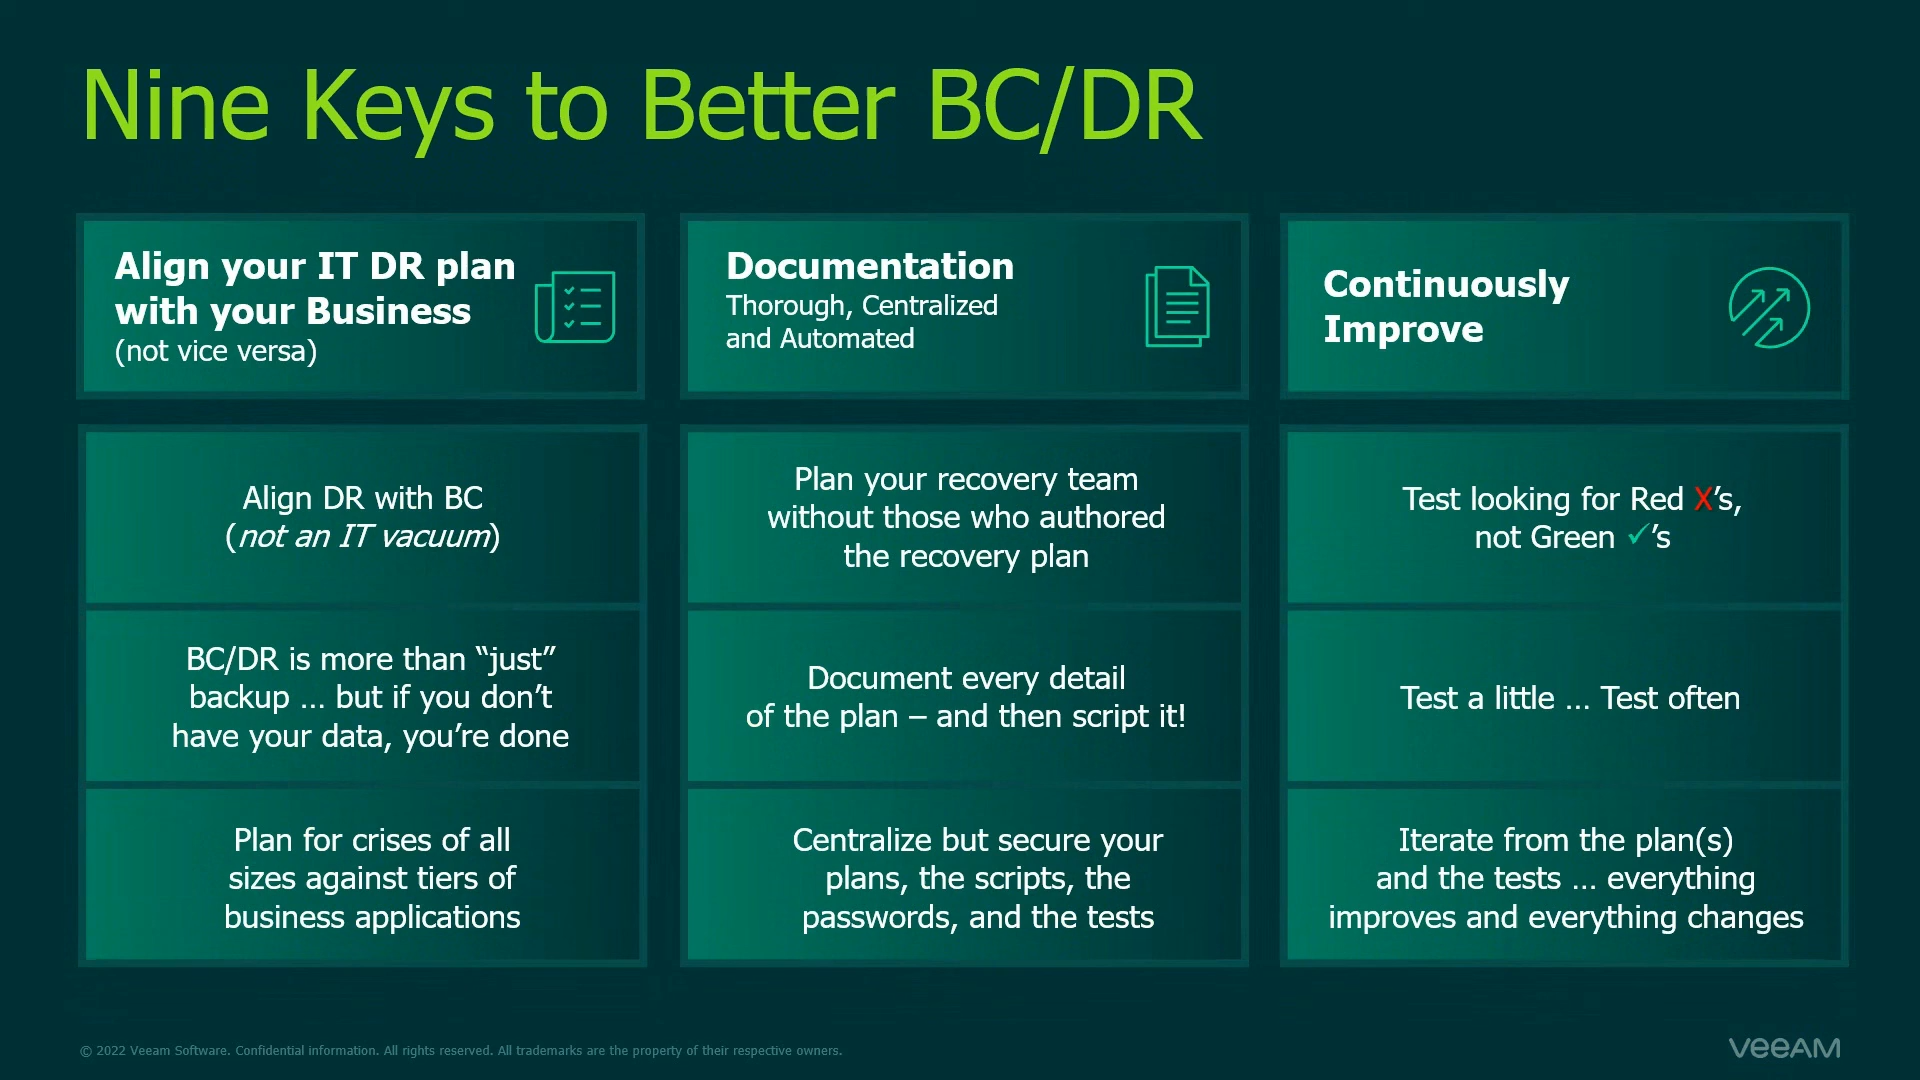 Nine Keys to Better BC/DR
Align your IT DR plan
with your Business
(not vice versa)
Align DR with BC
(not an IT vacuum)
BC/DR is more than “just”
backup ... but if you don’t
have your data, you’re done
Plan for crises of all
sizes against tiers of
business applications
Documentation
Thorough, Centralized
and Automated
Plan your recovery team
without those who authored
the recovery plan
Document every detail
of the plan – and then script it!
Centralize but secure your
plans, the scripts, the
passwords, and the tests
Continuously
Improve
Test looking for Red X’s,
not Green ✓’s
Test a little ... Test often
Iterate from the plan(s)
and the tests ... everything
improves and everything changes
© 2022 Veeam Software. Confidential information. All rights reserved. All trademarks are the property of their respective owners.
veeAM